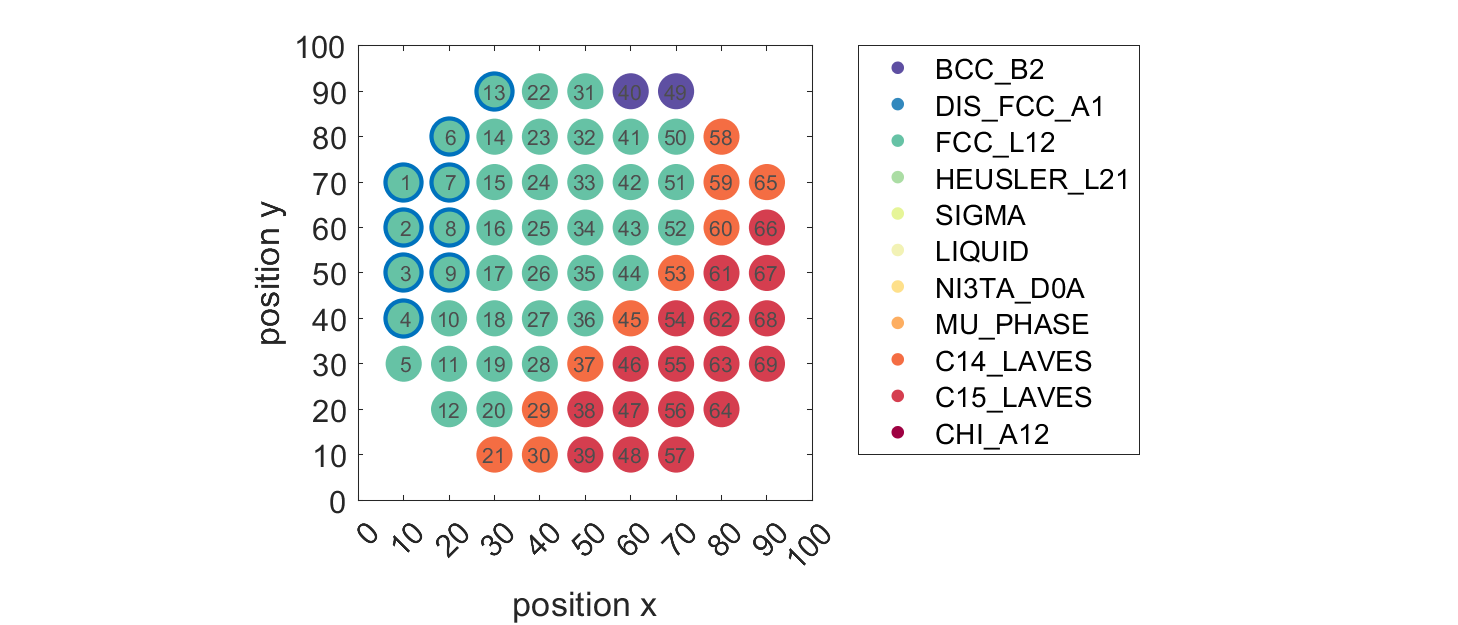 100
90
80
70
60
50
40
30
20
10
0
position y
13 22 31 40 49
6 14 23 32 41 50 58
1 7 15 24 33 42 51 59 65
2 8 16 25 34 43 52 60 66
3 9 17 26 35 44 53 61 67
4 10 18 27 36 45 54 62 68
5 11 19 28 37 46 55 63 69
12 20 29 38 47 56 64
21 30 39 48 57
0 10 20 30 40 50 60 70 80 90 100
position x
BCC_B2
DIS_FCC_A1
FCC_L12
HEUSLER_L21
SIGMA
LIQUID
NI3TA_D0A
MU_PHASE
C14_LAVES
C15_LAVES
CHI_A12